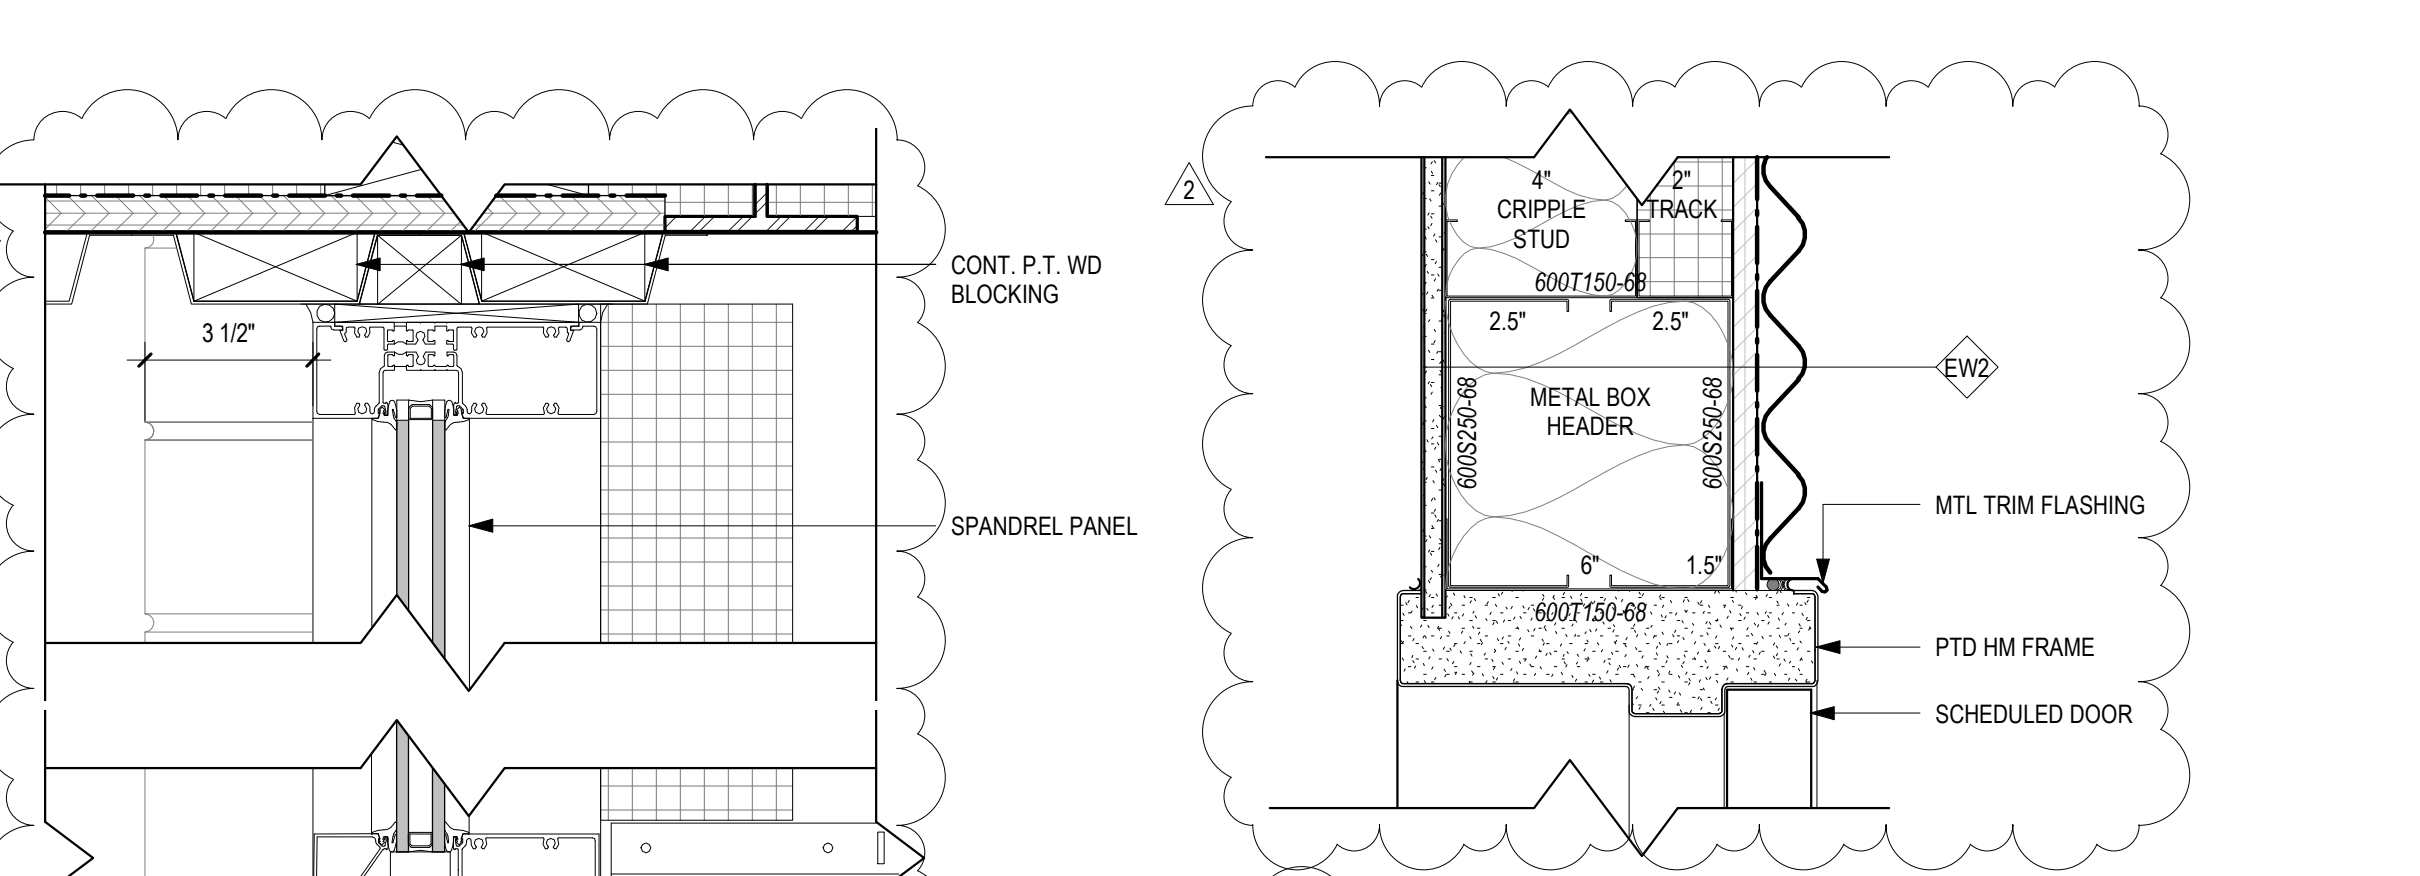 CONT. P.T. WD
BLOCKING
3 1/2"
SPANDREL PANEL
2
4"
CRIPPLE
STUD
2"
TRACK
600T150-68
2.5"
2.5"
EW2
METAL BOX
HEADER
600S250-68
600S250-68
MTL TRIM FLASHING
6"
1.5"
600T150-68
PTD HM FRAME
SCHEDULED DOOR